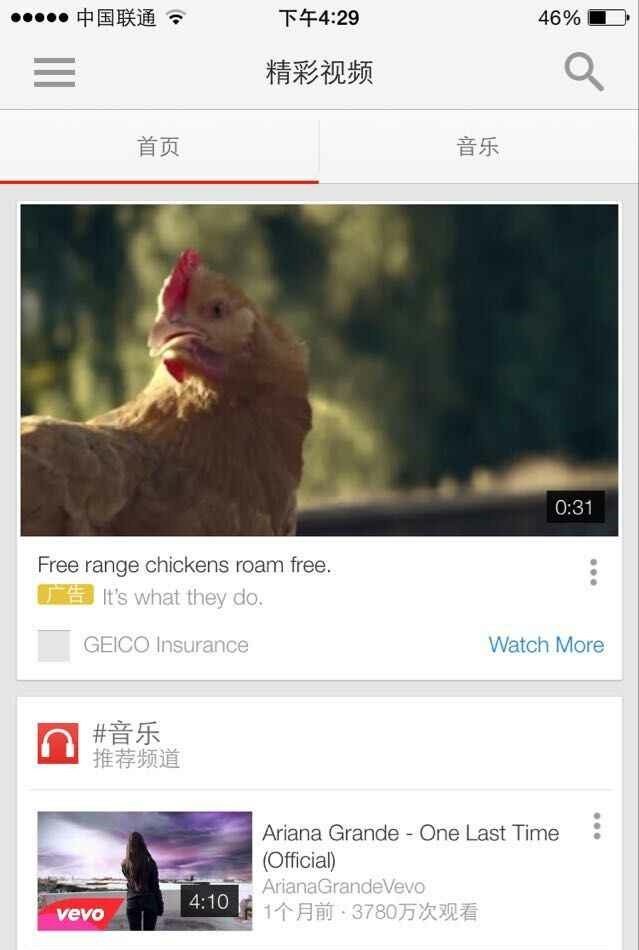 中国联通 下午4:29 46%
精彩视频
首页 音乐
0:31
Free range chickens roam free.
广告 It's what they do.
GEICO Insurance Watch More
#音乐
推荐频道
Ariana Grande - One Last Time
(Official)
ArianaGrandeVevo
vevo 4:10 1个月前 · 3780万次观看